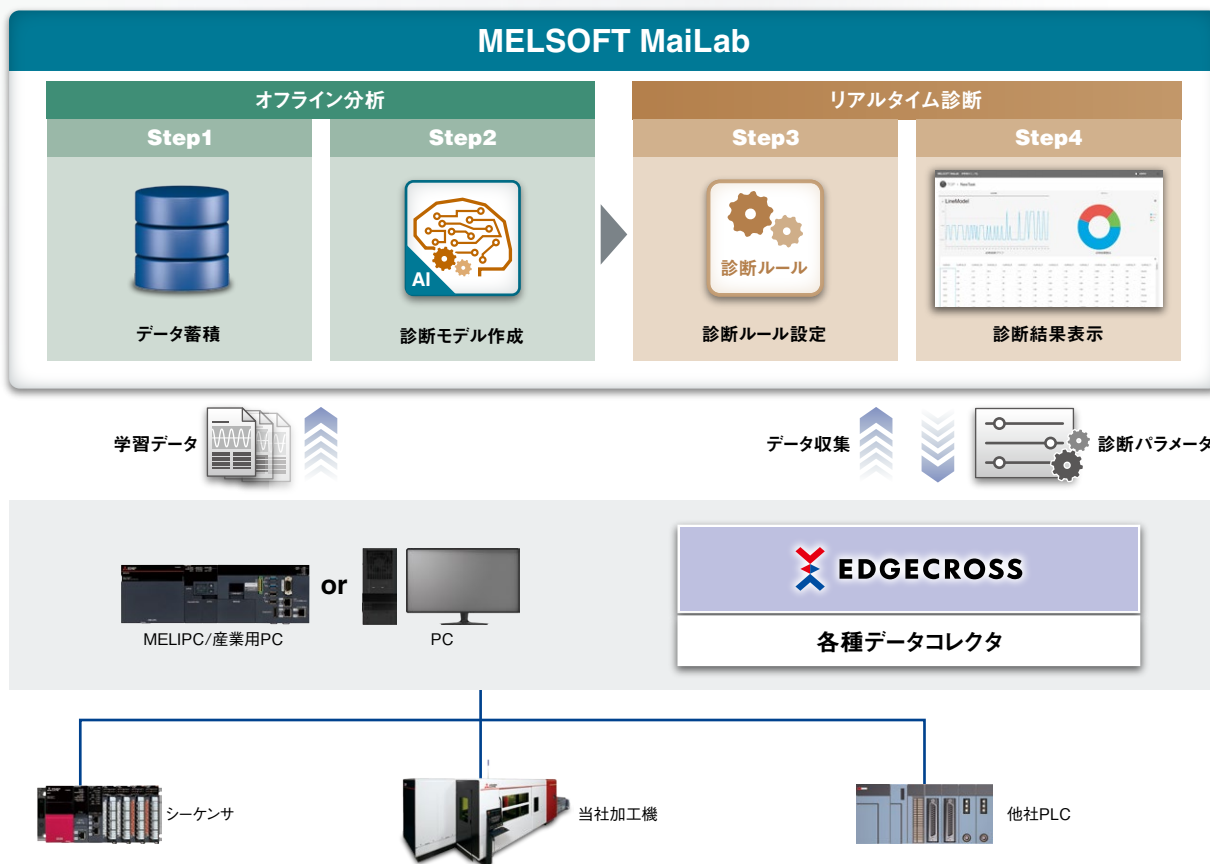 MELSOFT MaiLab
オフライン分析
リアルタイム診断
Step1
Step2
Step3
Step4
AI
診断ルール
LineModel
データ蓄積
診断モデル作成
診断ルール設定
診断結果表示
学習データ
データ収集
診断パラメータ
or
EDGECROSS
MELIPC/産業用PC
PC
各種データコレクタ
シーケンサ
当社加工機
他社PLC